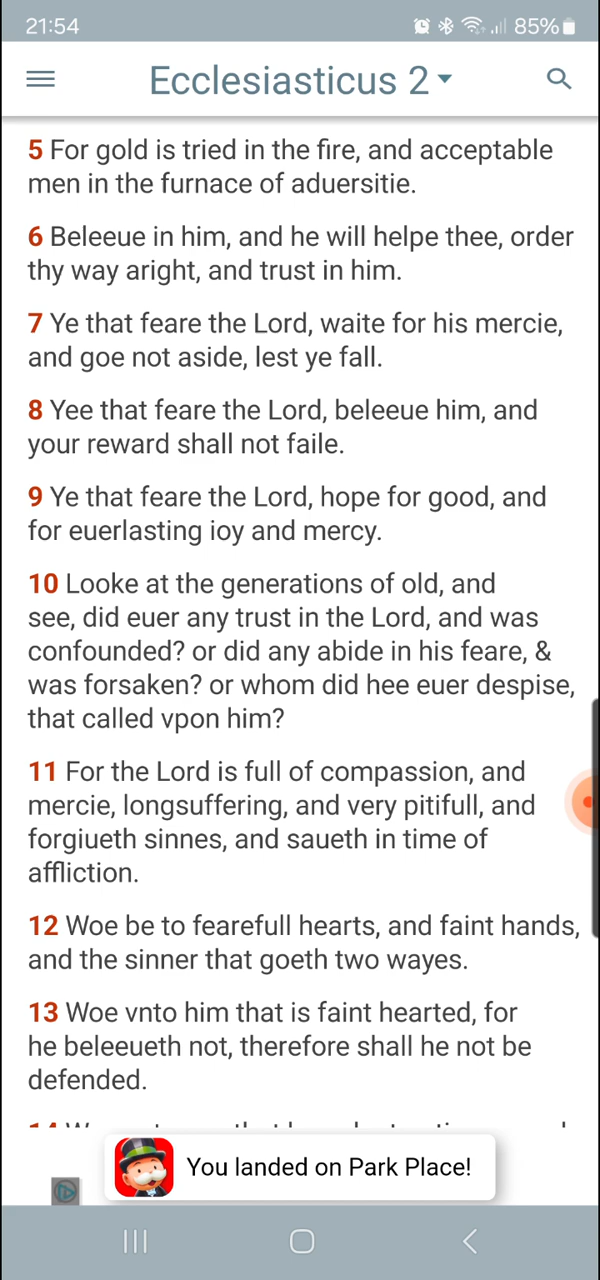 21:54
85%
Ecclesiasticus 2
5 For gold is tried in the fire, and acceptable
men in the furnace of aduersitie.
6 Beleeue in him, and he will helpe thee, order
thy way aright, and trust in him.
7 Ye that feare the Lord, waite for his mercie,
and goe not aside, lest ye fall.
8 Yee that feare the Lord, beleeue him, and
your reward shall not faile.
9 Ye that feare the Lord, hope for good, and
for euerlasting ioy and mercy.
10 Looke at the generations of old, and
see, did euer any trust in the Lord, and was
confounded? or did any abide in his feare, &
was forsaken? or whom did hee euer despise,
that called vpon him?
11 For the Lord is full of compassion, and
mercie, longsuffering, and very pitifull, and
forgiueth sinnes, and saueth in time of
affliction.
12 Woe be to fearefull hearts, and faint hands,
and the sinner that goeth two wayes.
13 Woe vnto him that is faint hearted, for
he beleeueth not, therefore shall he not be
defended.
You landed on Park Place!